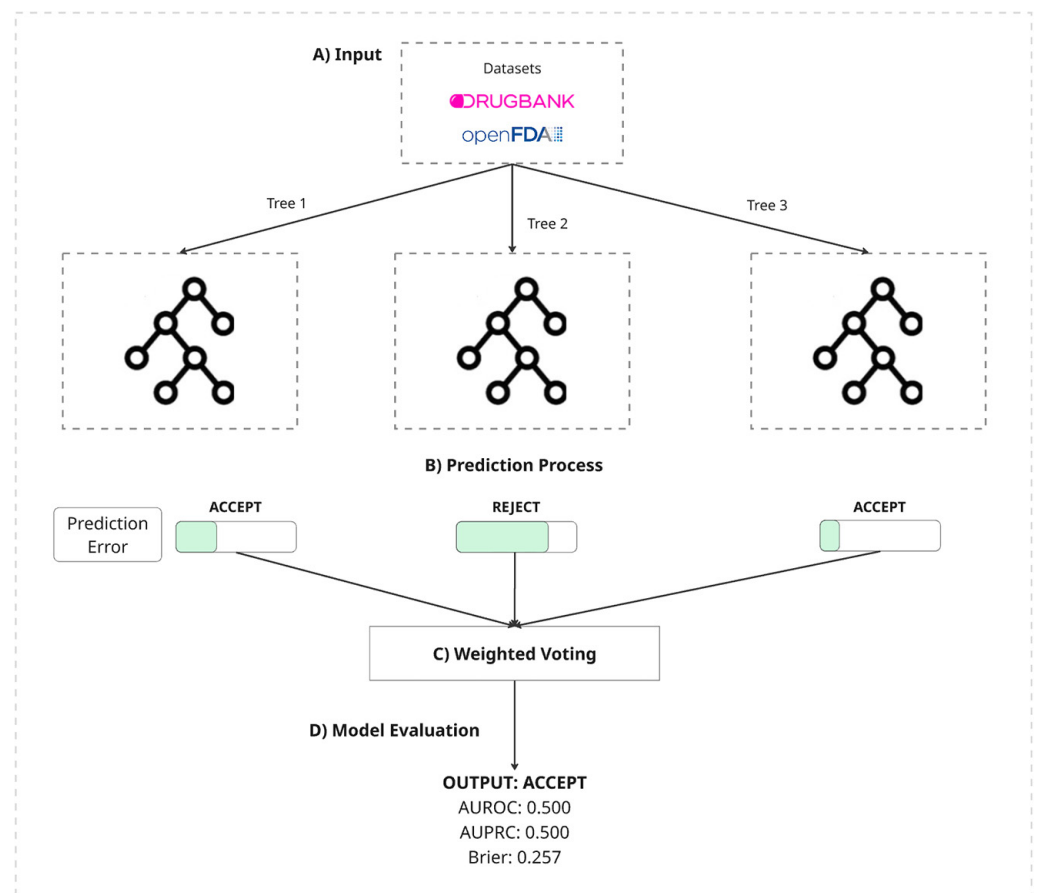 A) Input
Datasets
DRUGBANK
openFDA
Tree 1
Tree 2
Tree 3
B) Prediction Process
Prediction
Error
ACCEPT
REJECT
ACCEPT
C) Weighted Voting
D) Model Evaluation
OUTPUT: ACCEPT
AUROC: 0.500
AUPRC: 0.500
Brier: 0.257